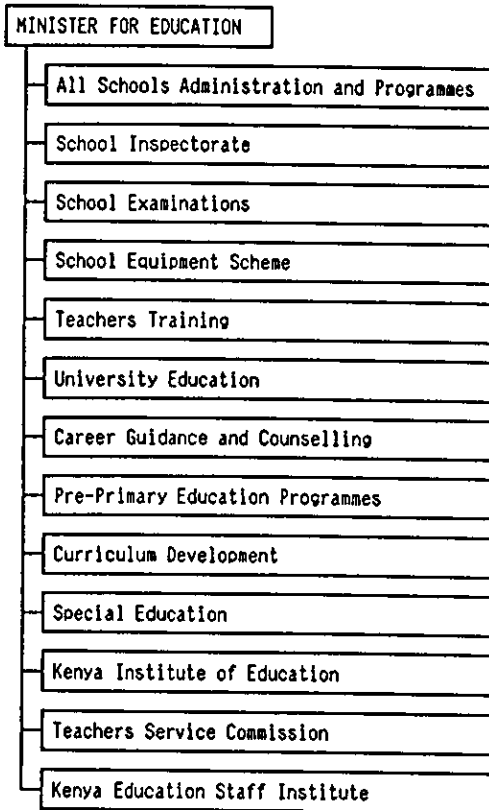 MINISTER FOR EDUCATION
All Schools Administration and Programmes
School Inspectorate
School Examinations
School Equipment Scheme
Teachers Training
University Education
Career Guidance and Counselling
Pre-Primary Education Programmes
Curriculum Development
Special Education
Kenya Institute of Education
Teachers Service Commission
Kenya Education Staff Institute